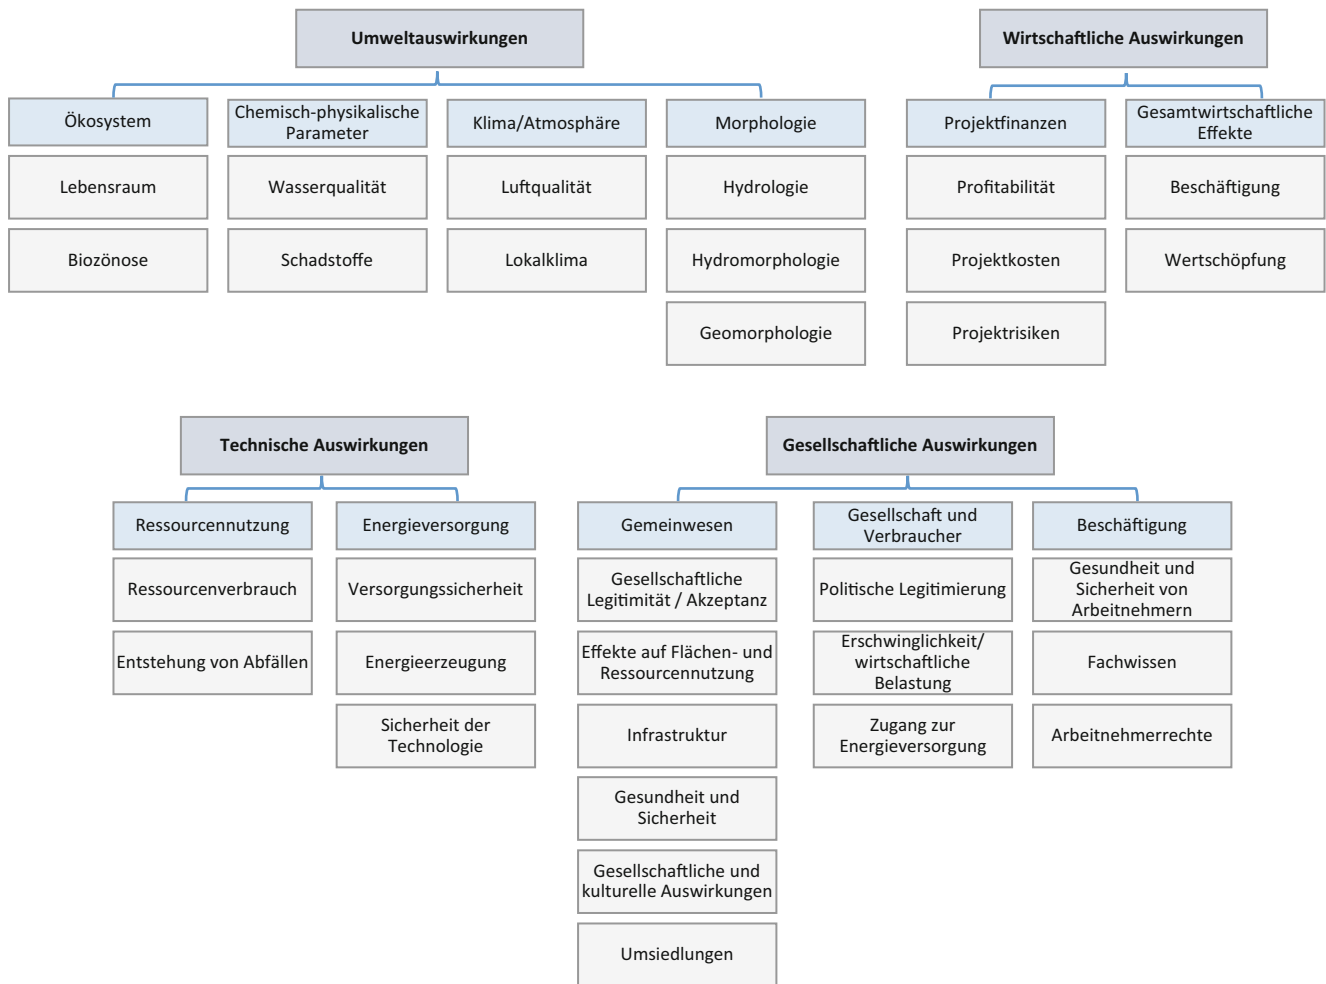 Umweltauswirkungen
Ökosystem
Lebensraum
Biozönose
Chemisch-physikalische
Parameter
Wasserqualität
Schadstoffe
Klima/Atmosphäre
Luftqualität
Lokalklima
Morphologie
Hydrologie
Hydromorphologie
Geomorphologie
Wirtschaftliche Auswirkungen
Projektfinanzen
Profitabilität
Projektkosten
Projektrisiken
Gesamtwirtschaftliche
Effekte
Beschäftigung
Wertschöpfung
Technische Auswirkungen
Ressourcennutzung
Ressourcenverbrauch
Entstehung von Abfällen
Energieversorgung
Versorgungssicherheit
Energieerzeugung
Sicherheit der
Technologie
Gesellschaftliche Auswirkungen
Gemeinwesen
Gesellschaftliche
Legitimität / Akzeptanz
Effekte auf Flächen- und
Ressourcennutzung
Infrastruktur
Gesundheit und
Sicherheit
Gesellschaftliche und
kulturelle Auswirkungen
Umsiedlungen
Gesellschaft und
Verbraucher
Politische Legitimierung
Erschwinglichkeit/
wirtschaftliche
Belastung
Zugang zur
Energieversorgung
Beschäftigung
Gesundheit und
Sicherheit von
Arbeitnehmern
Fachwissen
Arbeitnehmerrechte